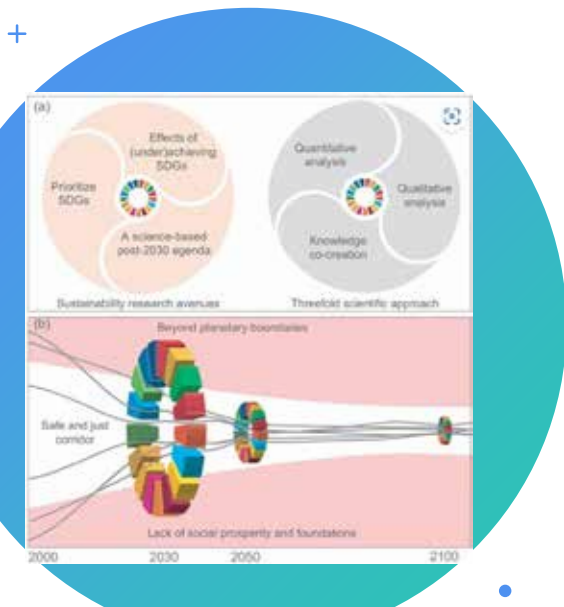 (a)
Effects of
(under)achieving
SDGs
Prioritize
SDGs
A science-based
post-2030 agenda
Sustainability research avenues
Quantitative
analysis
Qualitative
analysis
Knowledge
co-creation
Threefold scientific approach
(b)
Beyond planetary boundaries
Safe and just
corridor
Lack of social prosperity and foundations
2000 2030 2050 2100